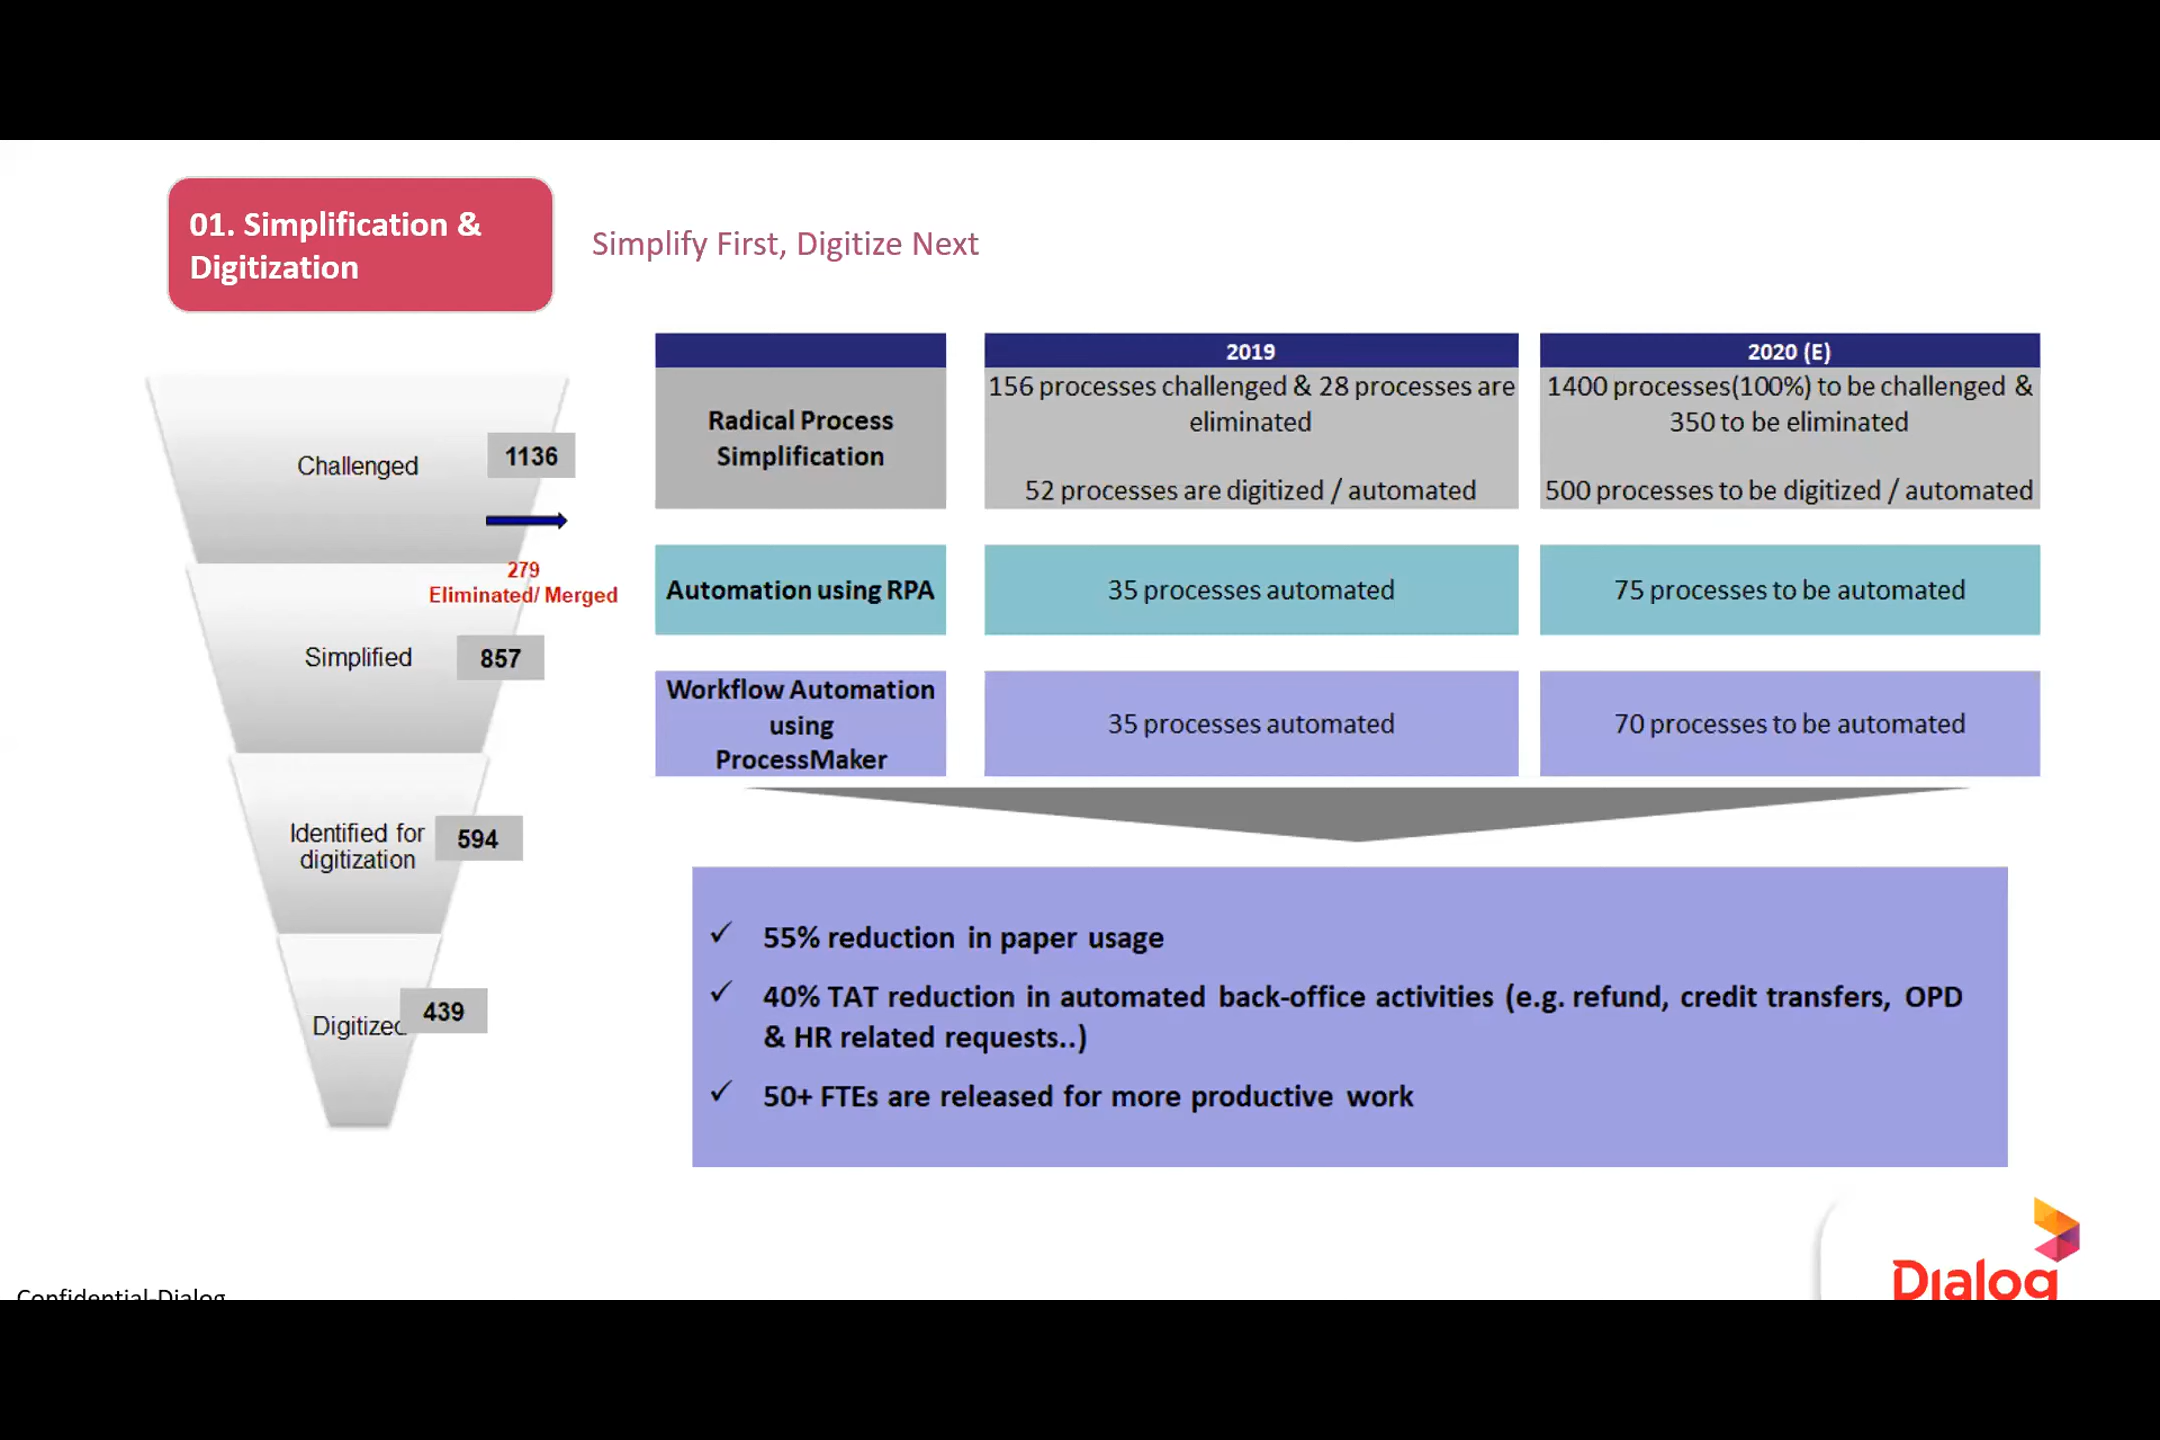 01. Simplification &
Digitization
Simplify First, Digitize Next
Challenged
1136
279
Eliminated/ Merged
Simplified
857
Identified for
digitization
594
Digitized
439
2019
2020 (E)
Radical Process
Simplification
156 processes challenged & 28 processes are
eliminated
52 processes are digitized / automated
1400 processes(100%) to be challenged &
350 to be eliminated
500 processes to be digitized / automated
Automation using RPA
35 processes automated
75 processes to be automated
Workflow Automation
using
ProcessMaker
35 processes automated
70 processes to be automated
✓ 55% reduction in paper usage
✓ 40% TAT reduction in automated back-office activities (e.g. refund, credit transfers, OPD
& HR related requests..)
✓ 50+ FTEs are released for more productive work
Confidential-Dialog
Dialog